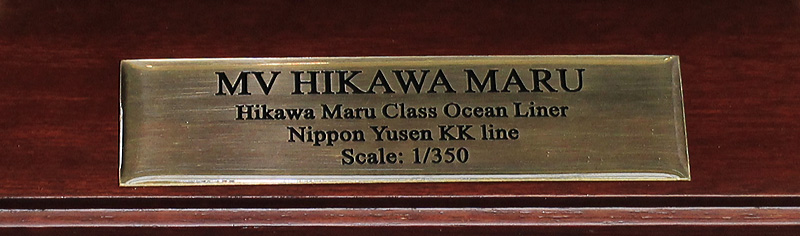 MV HIKAWA MARU
Hikawa Maru Class Ocean Liner
Nippon Yusen KK line
Scale: 1/350